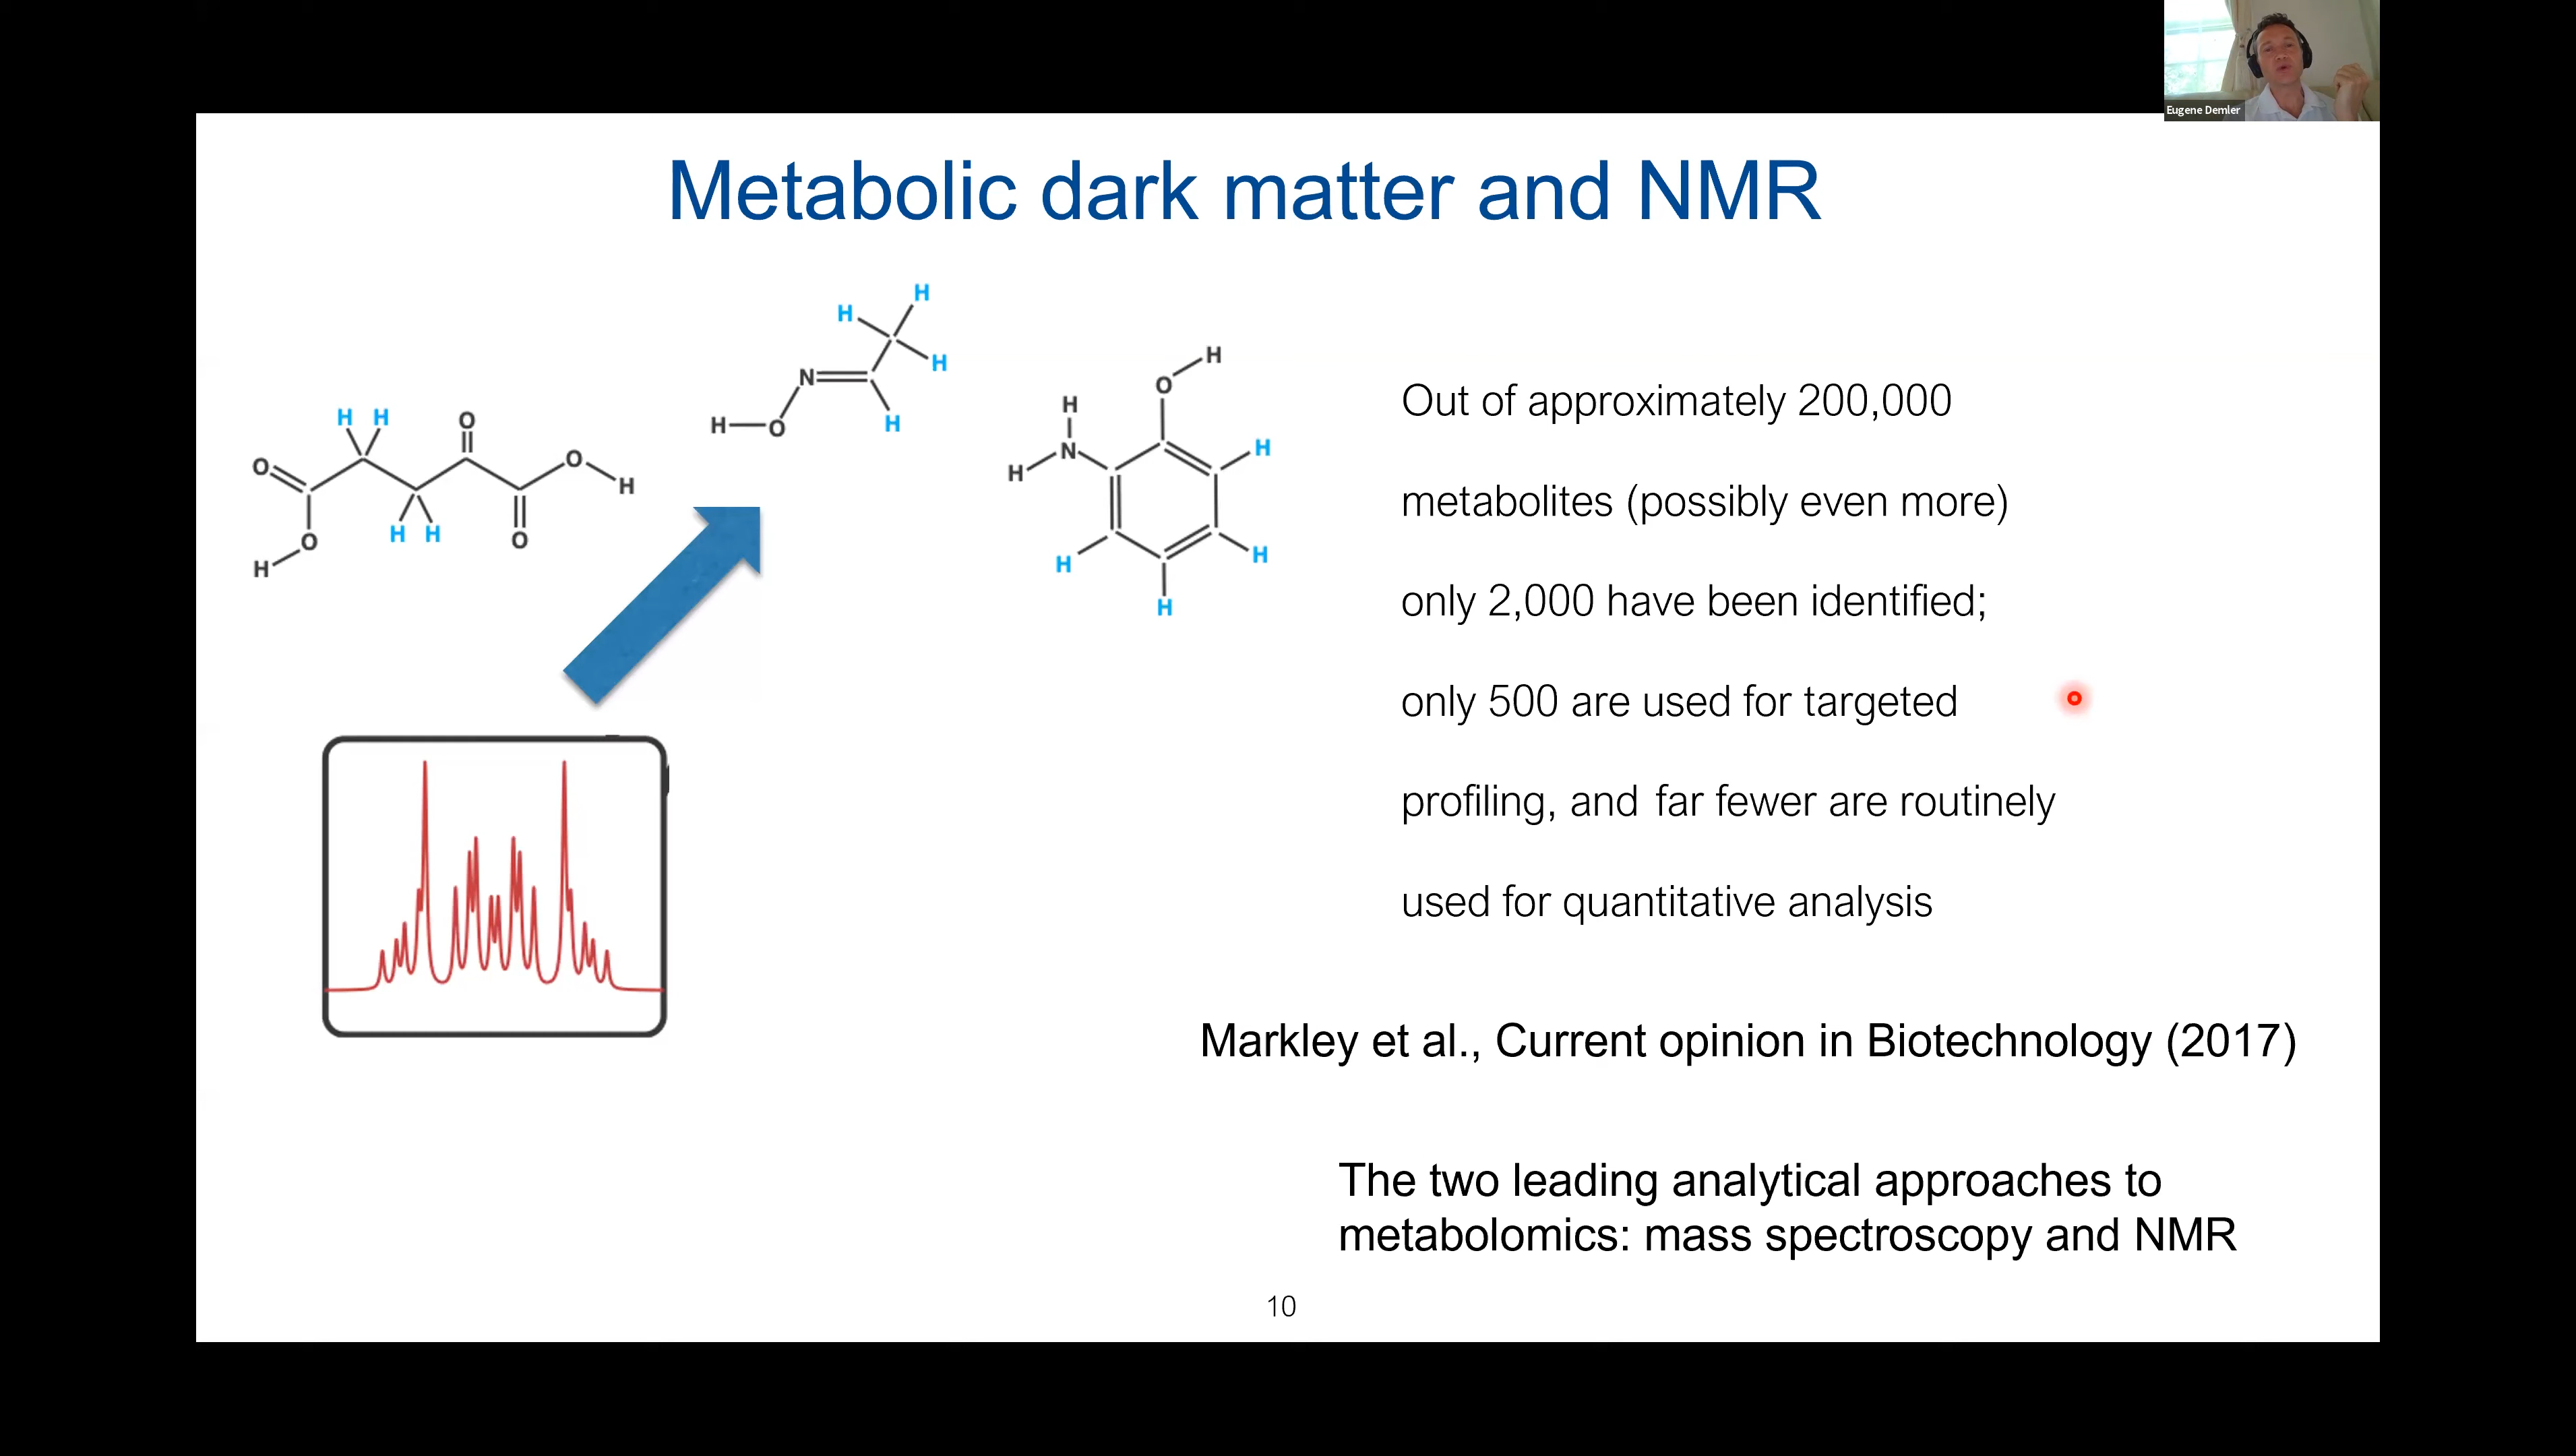 Eugene Demler
Metabolic dark matter and NMR
H
H
H
N
H
H
O
H
H
O
O
H
O
H
H
O
O
H
H
O
H
H
N
H
H
H
H
H
Out of approximately 200,000
metabolites (possibly even more)
only 2,000 have been identified;
only 500 are used for targeted
profiling, and far fewer are routinely
used for quantitative analysis
Markley et al., Current opinion in Biotechnology (2017)
The two leading analytical approaches to
metabolomics: mass spectroscopy and NMR
10